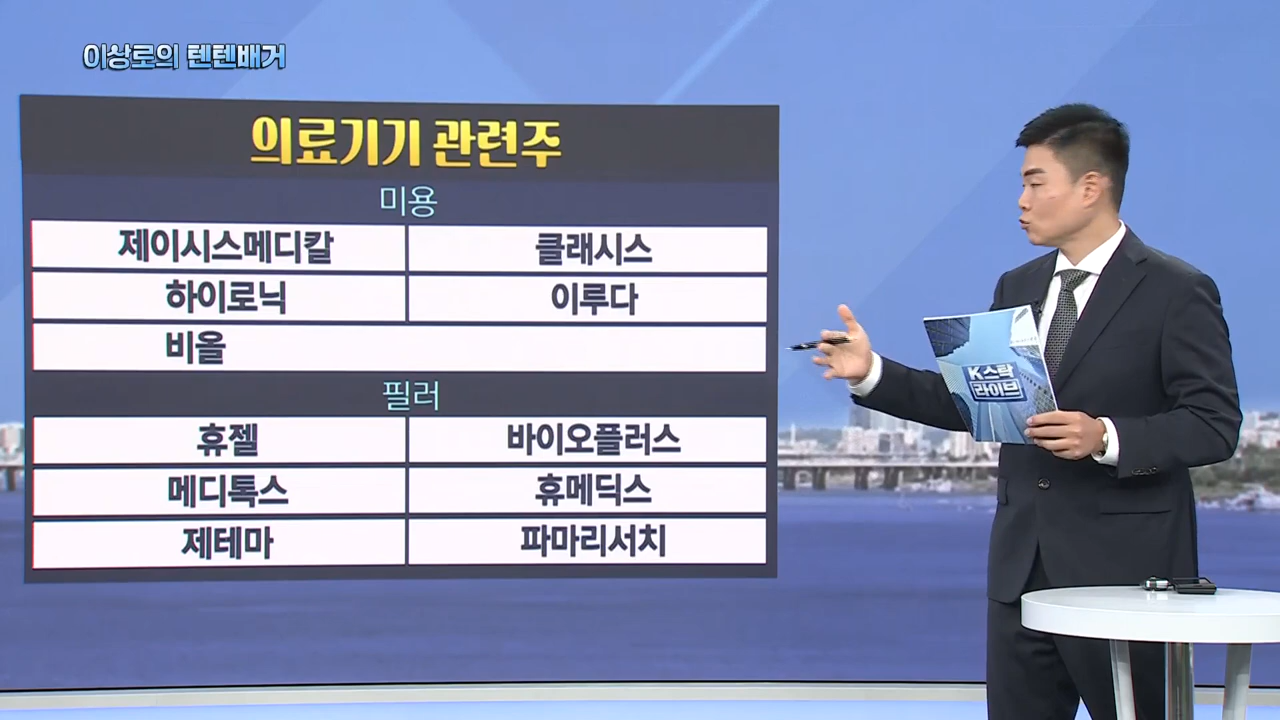 이상로의 텐텐배거
의료기기 관련주
미용
제이시스메디칼 클래시스
하이로닉 이루다
비올
필러
휴젤 바이오플러스
메디톡스 휴메딕스
제테마 파마리서치
K스탁
라이브